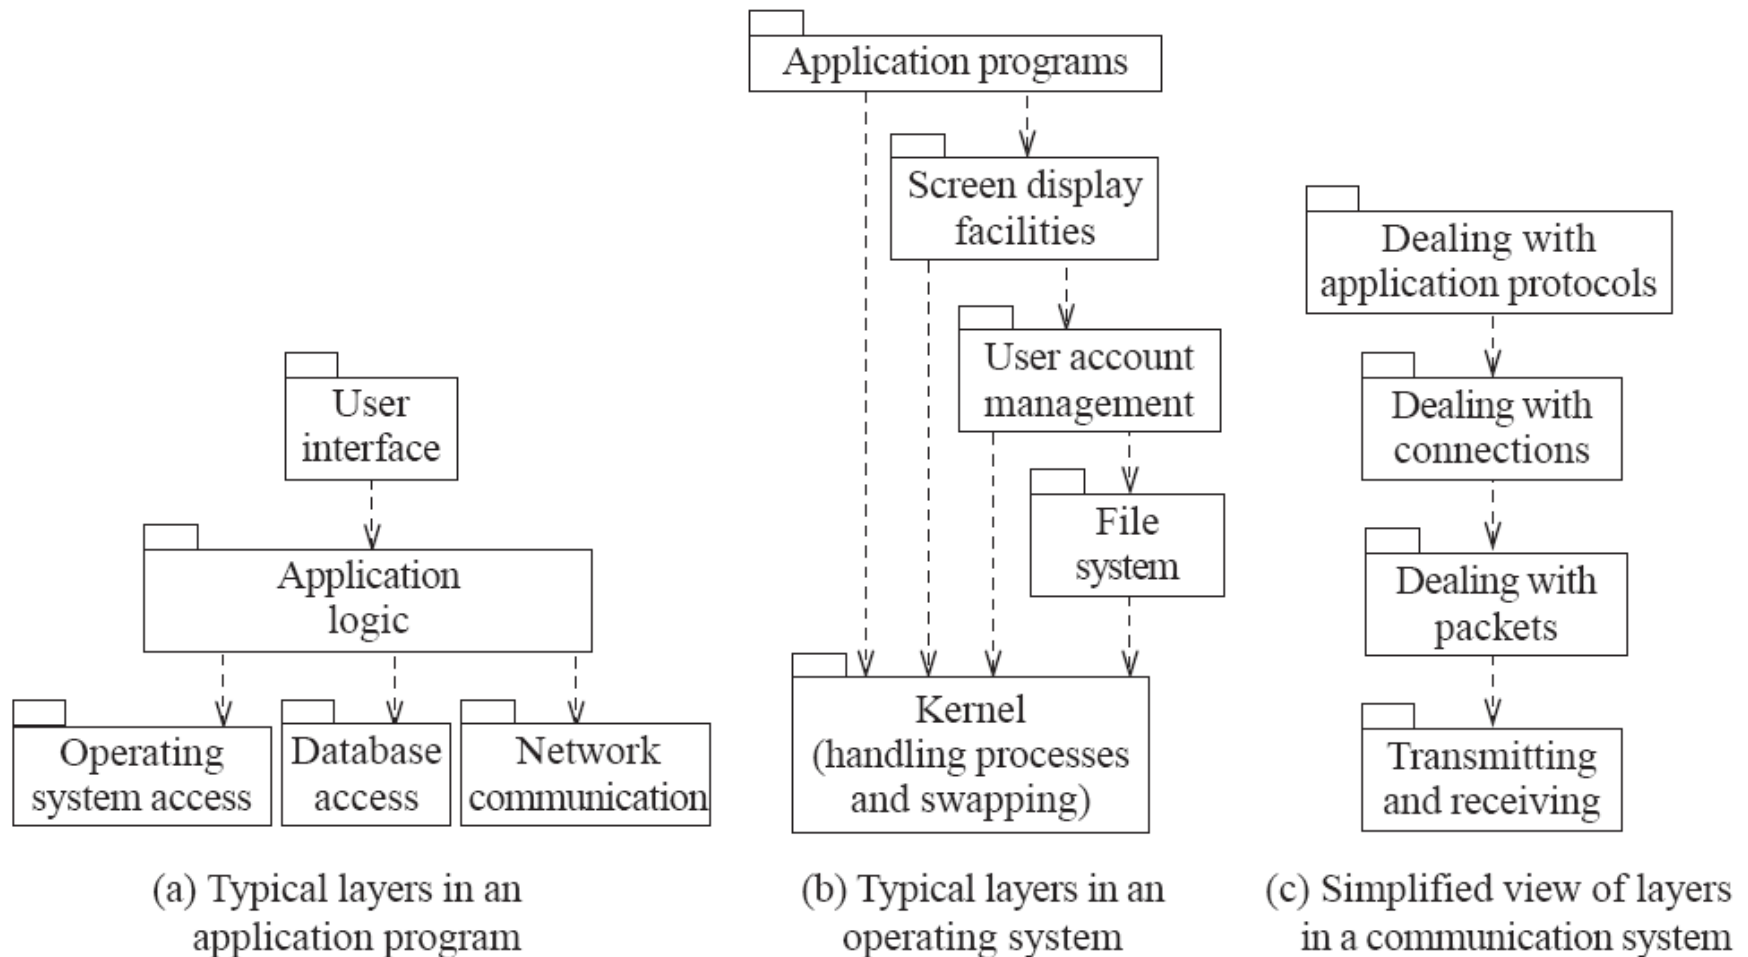 User
interface
Application
logic
Operating
system access
Database
access
Network
communication
(a) Typical layers in an
application program
Application programs
Screen display
facilities
User account
management
File
system
Kernel
(handling processes
and swapping)
(b) Typical layers in an
operating system
Dealing with
application protocols
Dealing with
connections
Dealing with
packets
Transmitting
and receiving
(c) Simplified view of layers
in a communication system